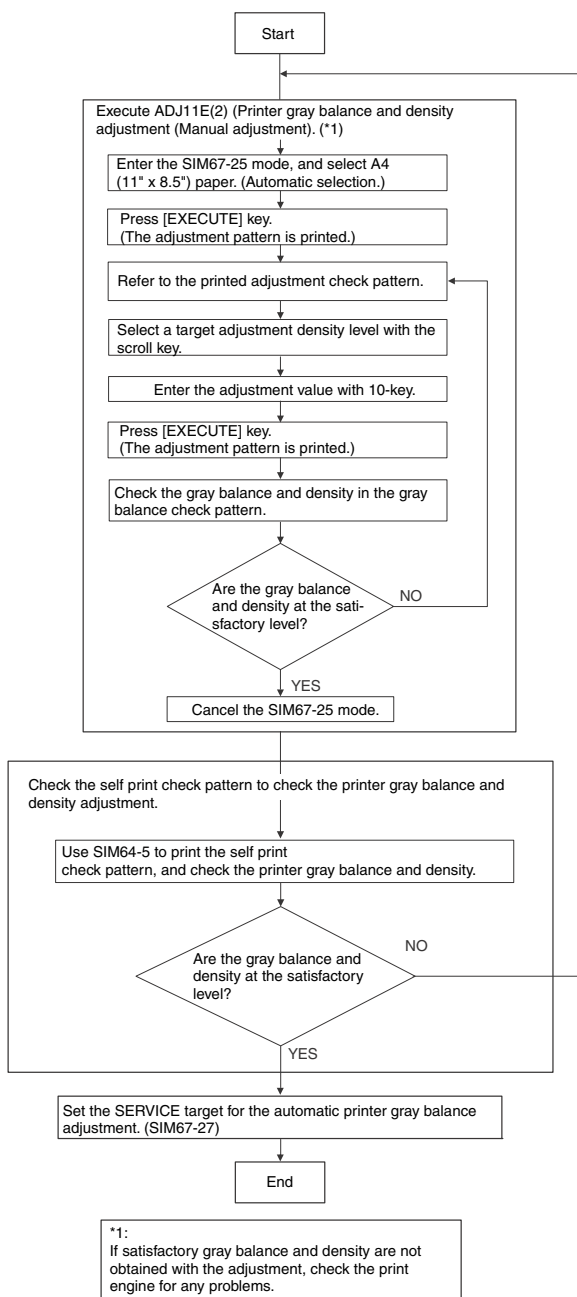 Start
Execute ADJ11E(2) (Printer gray balance and density
adjustment (Manual adjustment). (*1)
Enter the SIM67-25 mode, and select A4
(11" x 8.5") paper. (Automatic selection.)
Press [EXECUTE] key.
(The adjustment pattern is printed.)
Refer to the printed adjustment check pattern.
Select a target adjustment density level with the
scroll key.
Enter the adjustment value with 10-key.
Press [EXECUTE] key.
(The adjustment pattern is printed.)
Check the gray balance and density in the gray
balance check pattern.
Are the gray balance
and density at the sati-
sfactory level?
NO
YES
Cancel the SIM67-25 mode.
Check the self print check pattern to check the printer gray balance and
density adjustment.
Use SIM64-5 to print the self print
check pattern, and check the printer gray balance and density.
Are the gray balance and
density at the satisfactory
level?
NO
YES
Set the SERVICE target for the automatic printer gray balance
adjustment. (SIM67-27)
End
*1:
If satisfactory gray balance and density are not
obtained with the adjustment, check the print
engine for any problems.